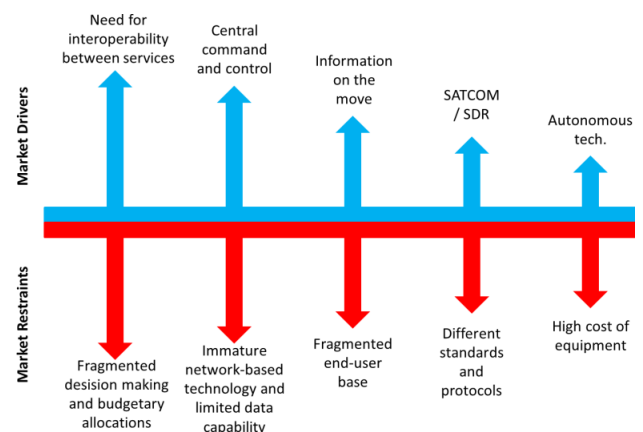 Market Drivers
Need for
interoperability
between services
Central
command
and control
Information
on the
move
SATCOM
/ SDR
Autonomous
tech.
Market Restraints
Fragmented
decision making
and budgetary
allocations
Immature
network-based
technology and
limited data
capability
Fragmented
end-user
base
Different
standards
and
protocols
High cost of
equipment